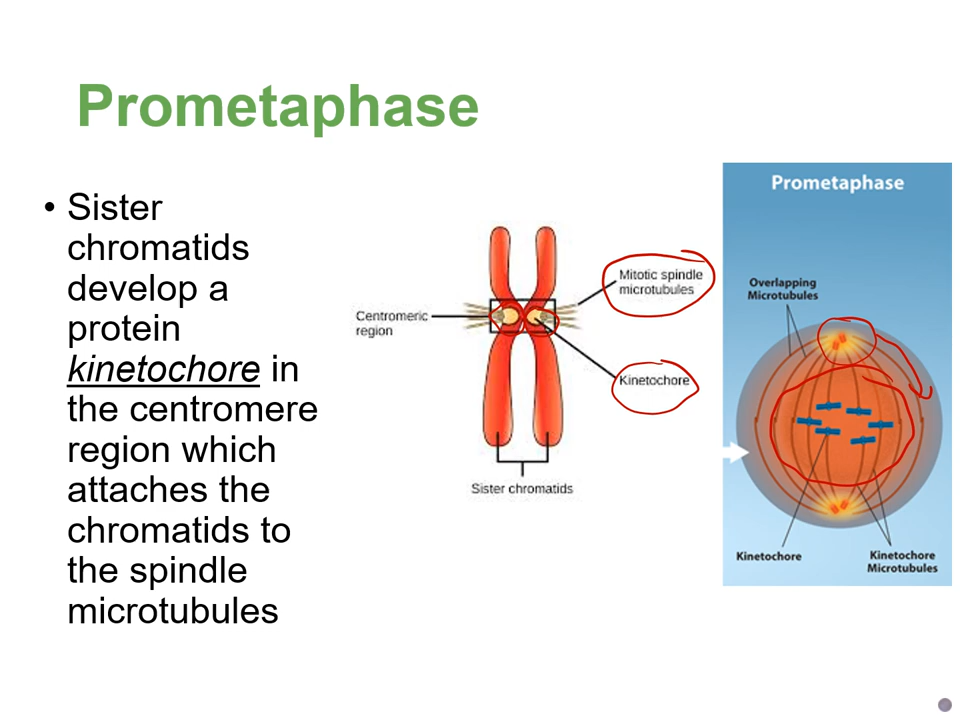 Prometaphase
• Sister
chromatids
develop a
protein
kinetochore in
the centromere
region which
attaches the
chromatids to
the spindle
microtubules
Centromeric
region
Mitotic spindle
microtubules
Kinetochore
Sister chromatids
Prometaphase
Overlapping
Microtubules
Kinetochore
Kinetochore
Microtubules